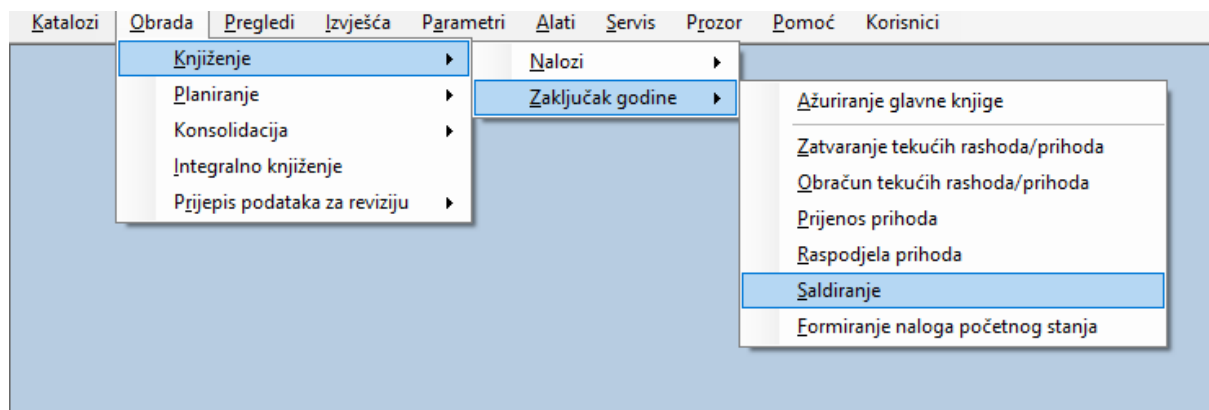 Katalozi Obrada Pregledi Izvješća Parametri Alati Servis Prozor Pomoć Korisnici
Knjiženje
Planiranje
Konsolidacija
Integralno knjiženje
Prijepis podataka za reviziju
Nalozi
Zaključak godine
Ažuriranje glavne knjige
Zatvaranje tekućih rashoda/prihoda
Obračun tekućih rashoda/prihoda
Prijenos prihoda
Raspodjela prihoda
Saldiranje
Formiranje naloga početnog stanja